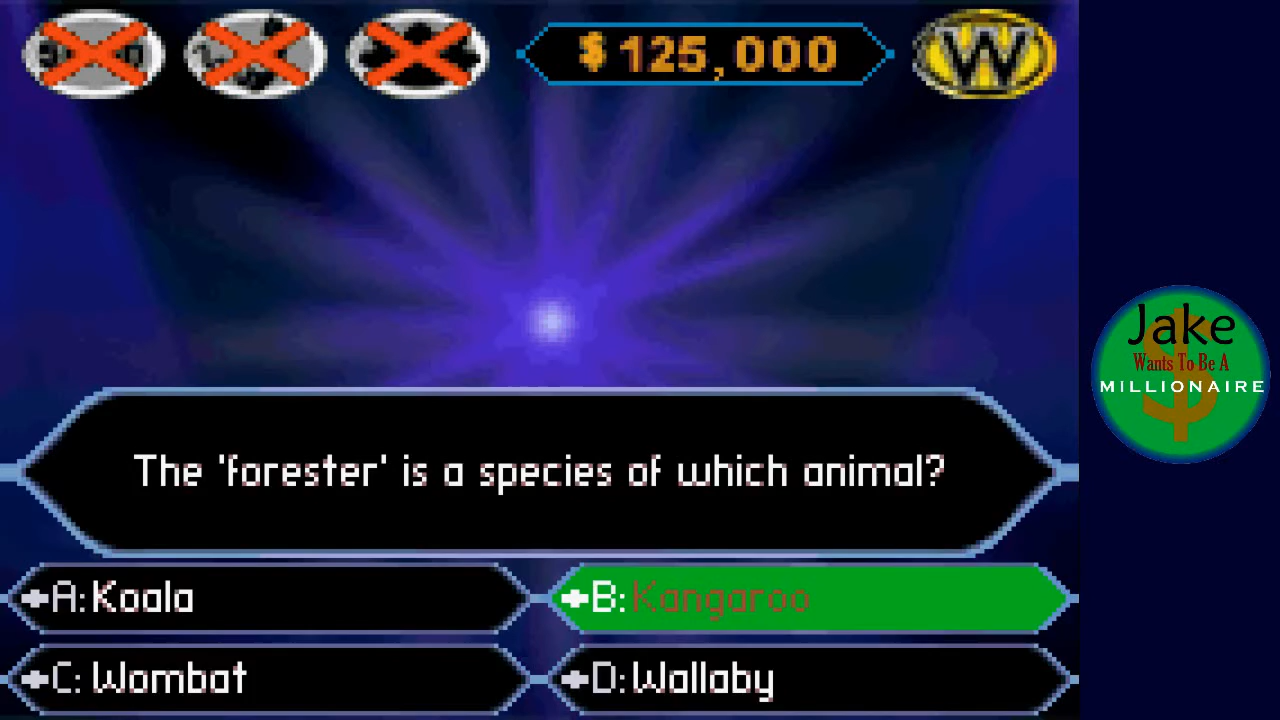 $125,000
W
Jake
Wants To Be A
MILLIONAIRE
The 'forester' is a species of which animal?
A: Koala
B: Kangaroo
C: Wombat
D: Wallaby